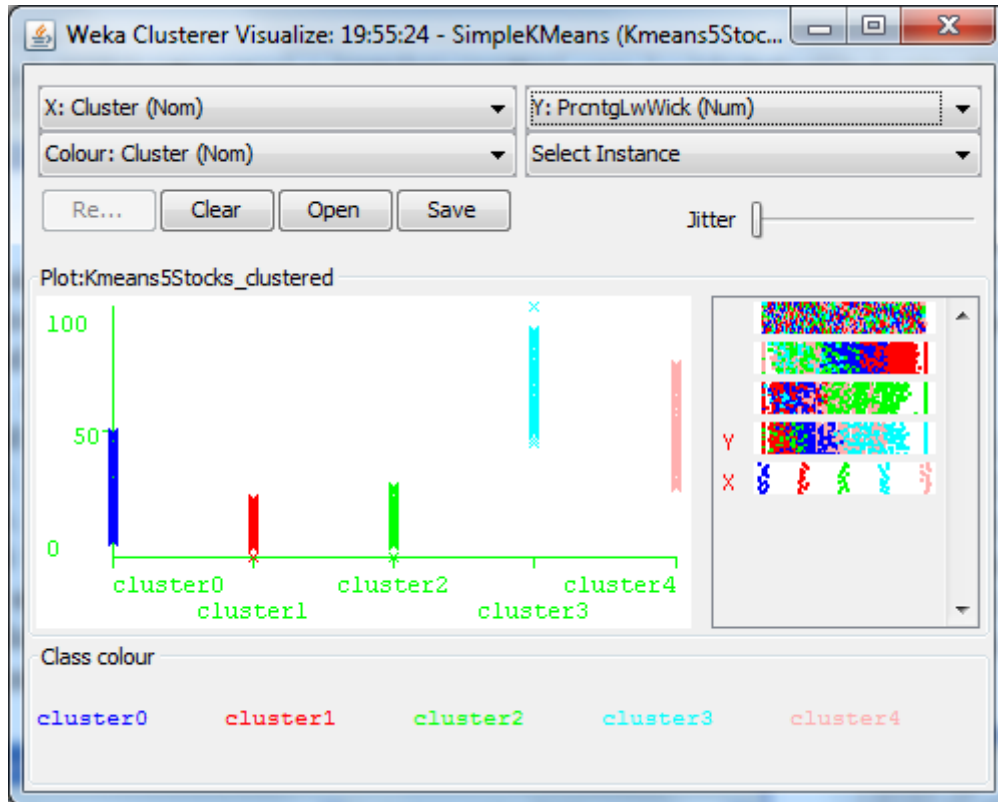 Weka Clusterer Visualize: 19:55:24 - SimpleKMeans (Kmeans5Stoc...
X: Cluster (Nom)
Y: PrcntgLwWick (Num)
Colour: Cluster (Nom)
Select Instance
Re...
Clear
Open
Save
Jitter
Plot:Kmeans5Stocks_clustered
100
50
0
cluster0
cluster1
cluster2
cluster3
cluster4
Y
X
Class colour
cluster0
cluster1
cluster2
cluster3
cluster4